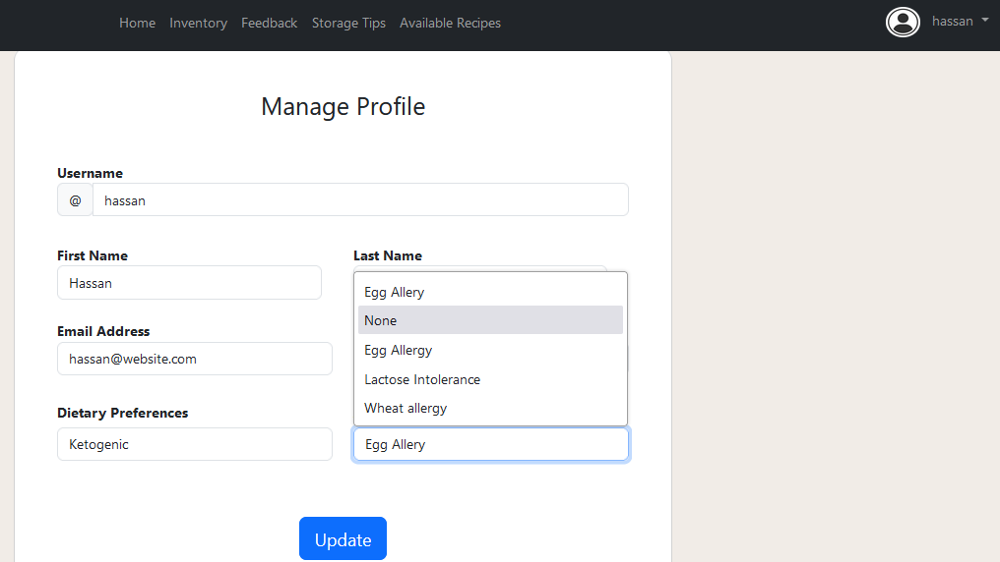 Home Inventory Feedback Storage Tips Available Recipes hassan
Manage Profile
Username
@ hassan
First Name Last Name
Hassan
Egg Allery
None
Egg Allergy
Lactose Intolerance
Wheat allergy
Email Address
hassan@website.com
Dietary Preferences
Ketogenic Egg Allery
Update